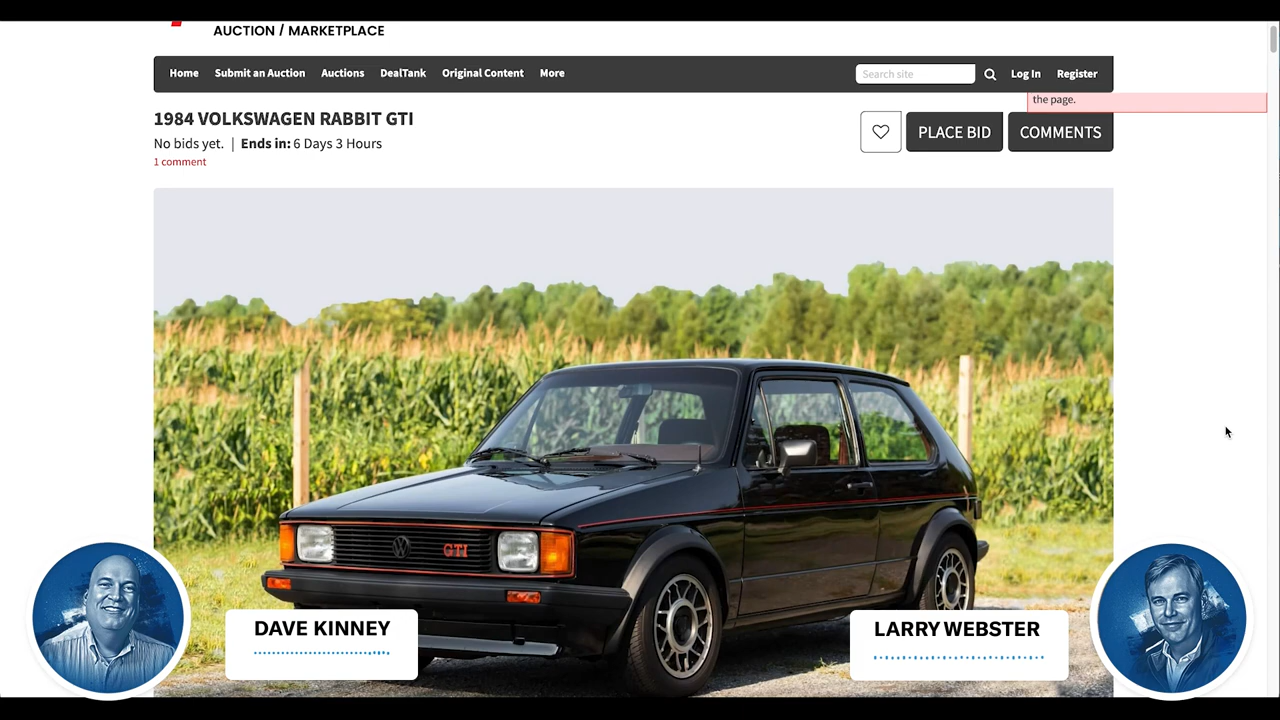 AUCTION / MARKETPLACE
Home Submit an Auction Auctions DealTank Original Content More Search site Log In Register
the page.
1984 VOLKSWAGEN RABBIT GTI
No bids yet. | Ends in: 6 Days 3 Hours
1 comment
PLACE BID COMMENTS
GTI
DAVE KINNEY
LARRY WEBSTER